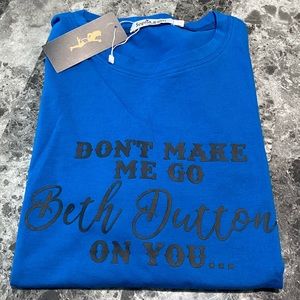 DON'T MAKE
ME GO
Beth Dutton
ON YOU...